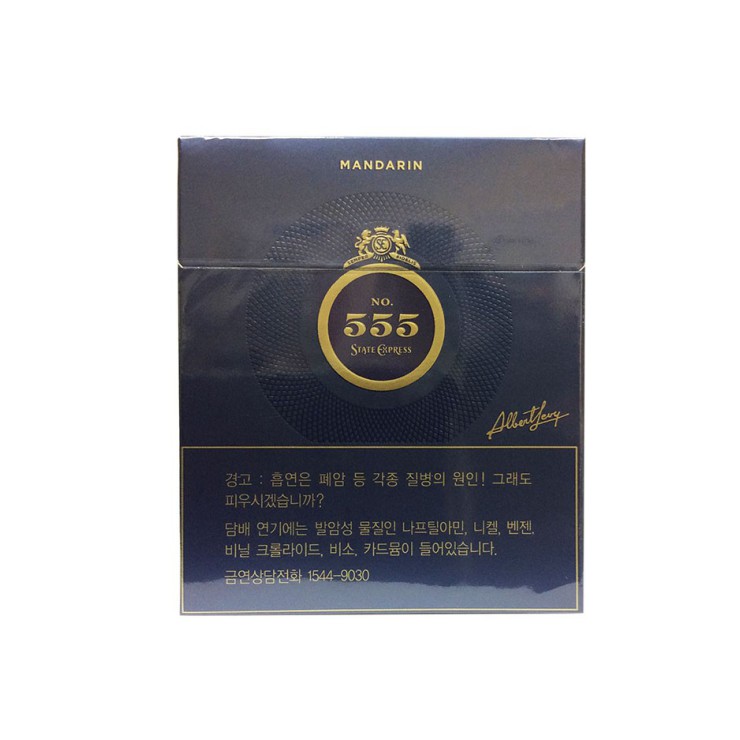 MANDARIN
SEMPER FIDELIS
NO.
555
STATE EXPRESS
Albert Levy
경고 : 흡연은 폐암 등 각종 질병의 원인! 그래도
피우시겠습니까?
담배 연기에는 발암성 물질인 나프틸아민, 니켈, 벤젠,
비닐 크롤라이드, 비소, 카드뮴이 들어있습니다.
금연상담전화 1544-9030